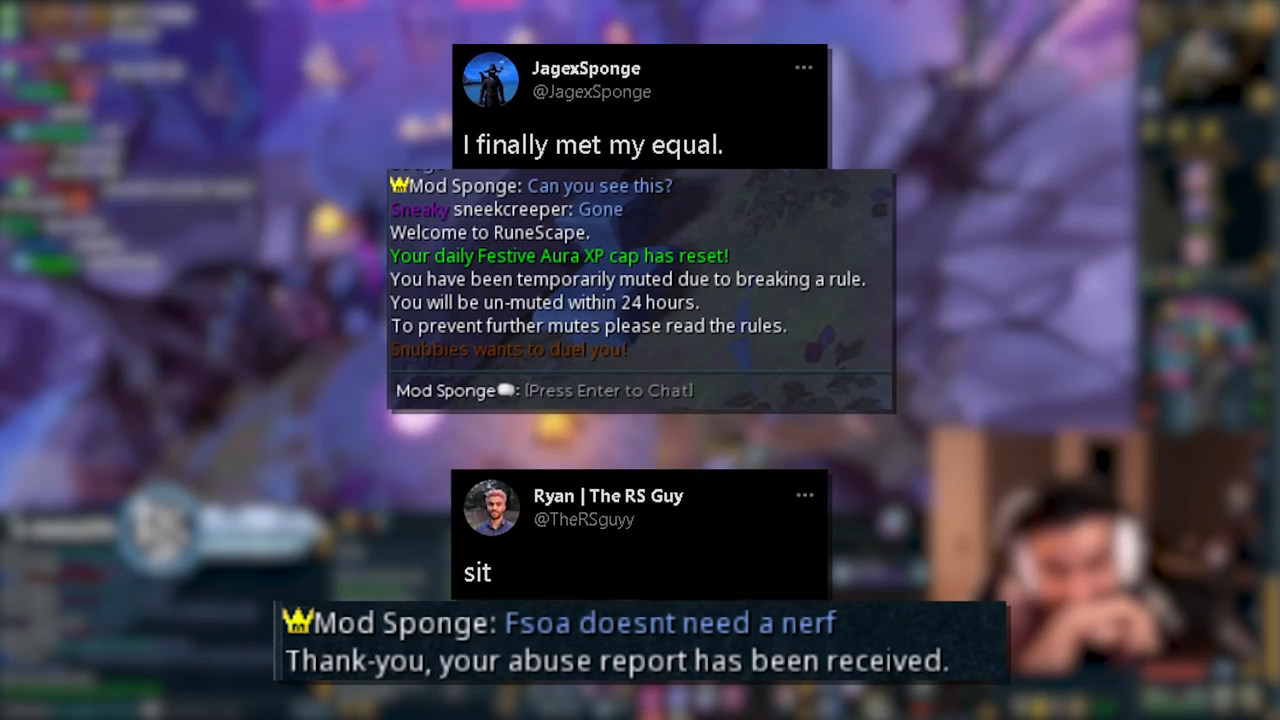 JagexSponge
@JagexSponge
I finally met my equal.
Mod Sponge: Can you see this?
Sneaky sneekcreeper: Gone
Welcome to RuneScape.
Your daily Festive Aura XP cap has reset!
You have been temporarily muted due to breaking a rule.
You will be un-muted within 24 hours.
To prevent further mutes please read the rules.
Snubbies wants to duel you!
Mod Sponge: [Press Enter to Chat]
Ryan | The RS Guy
@TheRSguyy
sit
Mod Sponge: Fsoa doesnt need a nerf
Thank-you, your abuse report has been received.